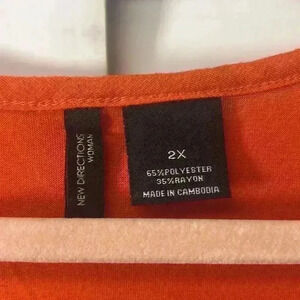 NEW DIRECTIONS
WOMAN
2X
65%POLYESTER
35%RAYON
MADE IN CAMBODIA